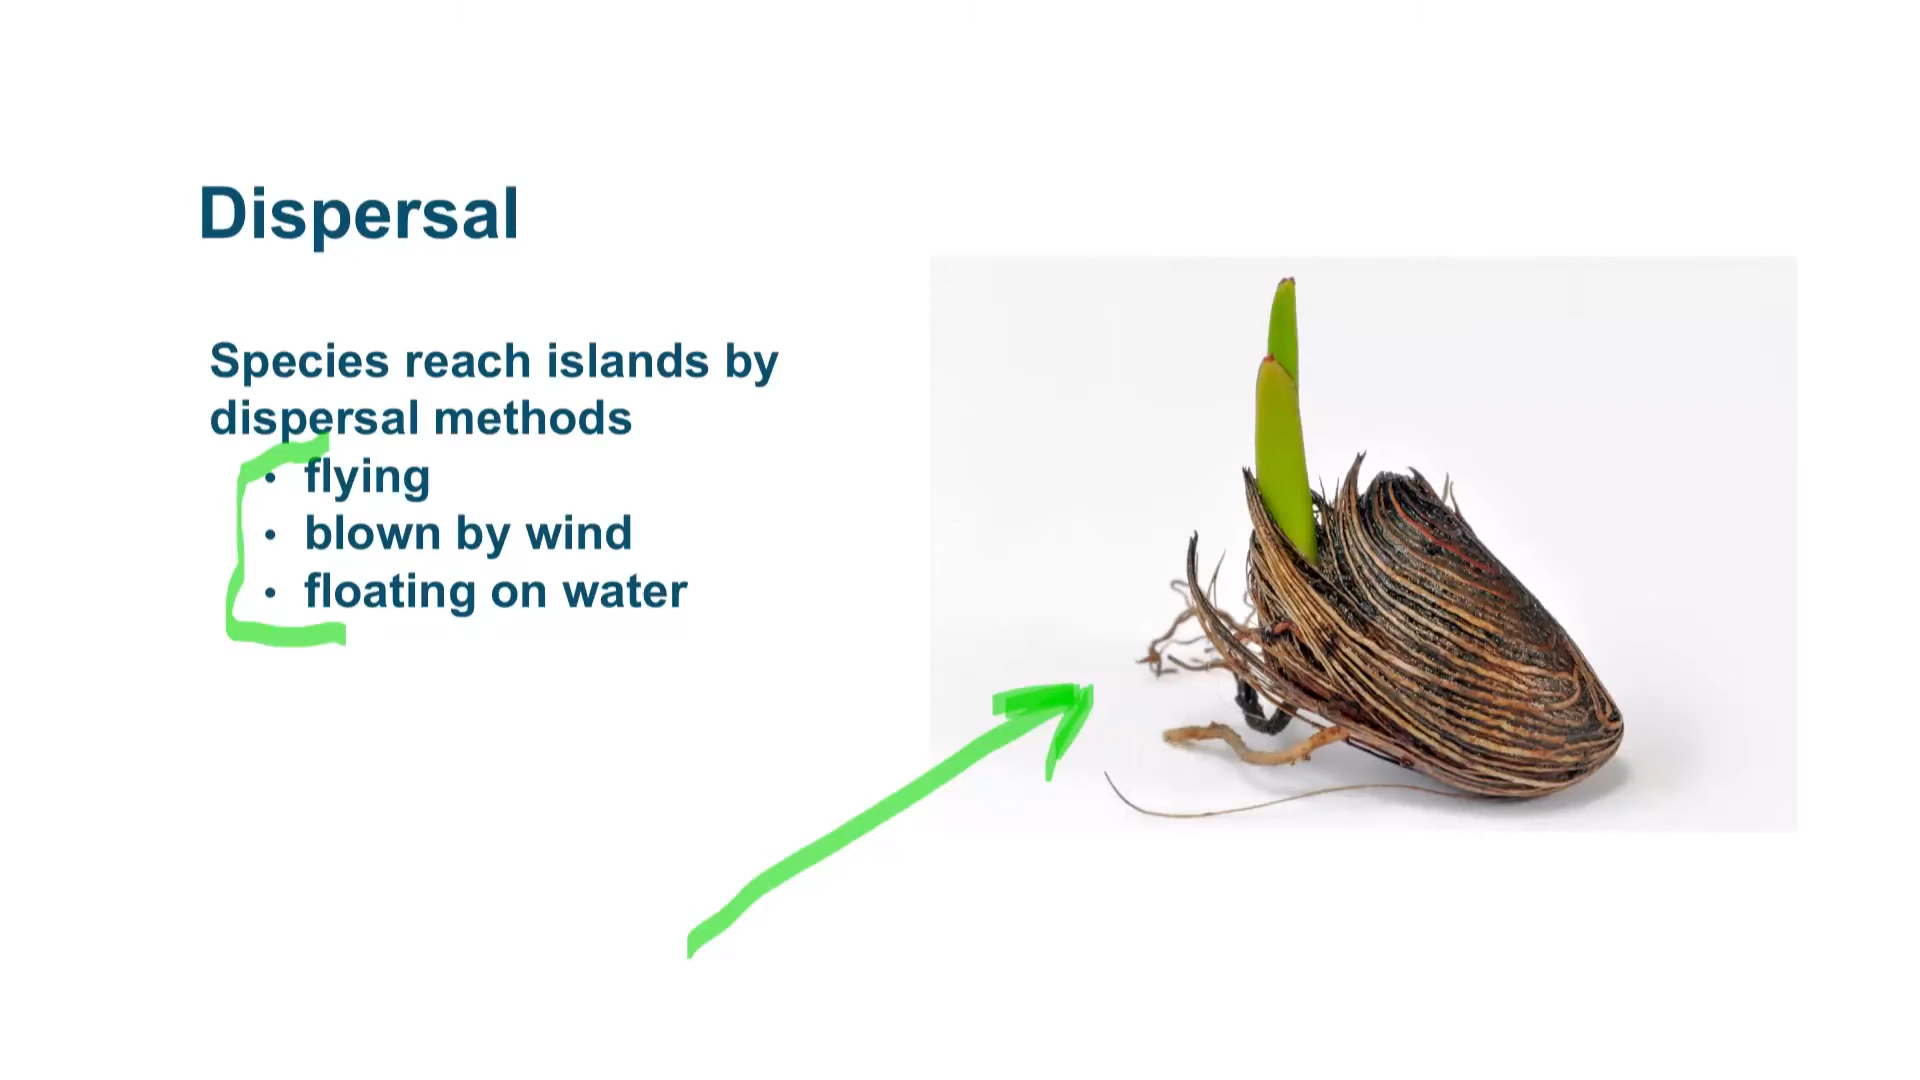 Dispersal
Species reach islands by
dispersal methods
• flying
• blown by wind
• floating on water